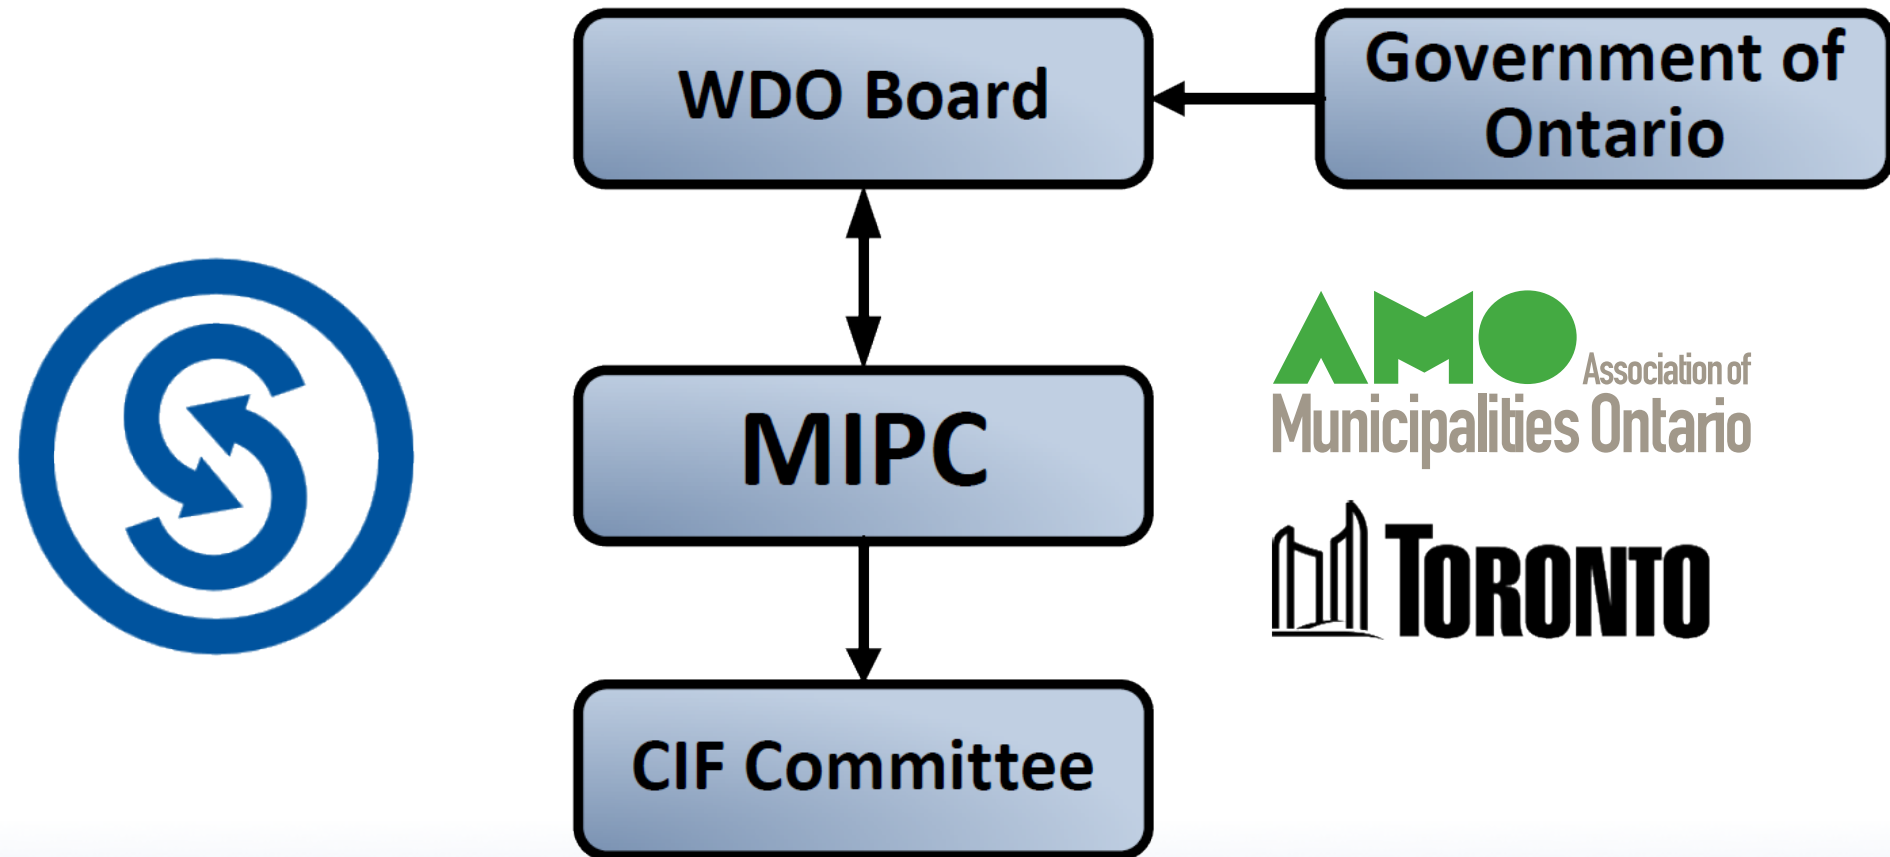 WDO Board
Government of
Ontario
MIPC
AMO Association of
Municipalities Ontario
TORONTO
CIF Committee